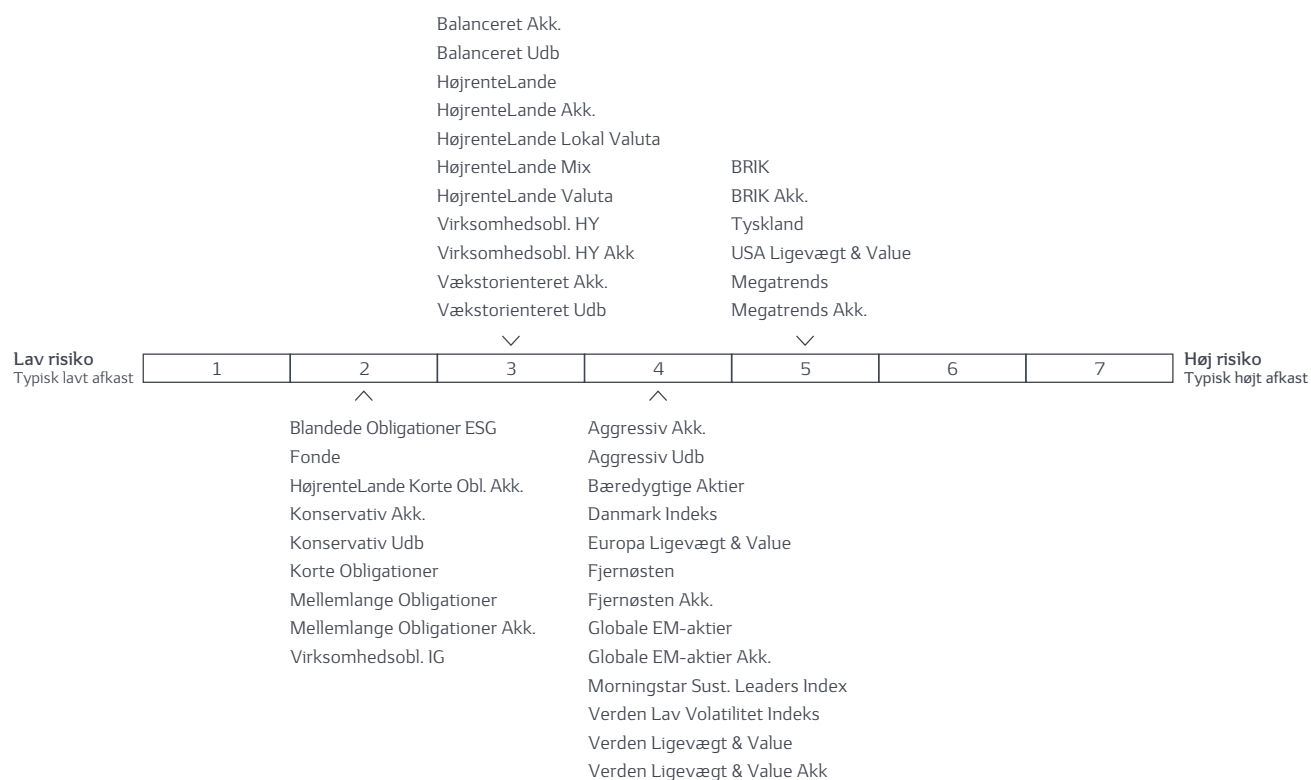 Balanceret Akk.
Balanceret Udb
HøjrenteLande
HøjrenteLande Akk.
HøjrenteLande Lokal Valuta
HøjrenteLande Mix
HøjrenteLande Valuta
Virksomhedsobl. HY
Virksomhedsobl. HY Akk
Vækstorienteret Akk.
Vækstorienteret Udb
BRIK
BRIK Akk.
Tyskland
USA Ligevægt & Value
Megatrends
Megatrends Akk.
Lav risiko
Typisk lavt afkast
1 2 3 4 5 6 7
Høj risiko
Typisk højt afkast
Blandede Obligationer ESG
Fonde
HøjrenteLande Korte Obl. Akk.
Konservativ Akk.
Konservativ Udb
Korte Obligationer
Mellemlange Obligationer
Mellemlange Obligationer Akk.
Virksomhedsobl. IG
Aggressiv Akk.
Aggressiv Udb
Bæredygtige Aktier
Danmark Indeks
Europa Ligevægt & Value
Fjernøsten
Fjernøsten Akk.
Globale EM-aktier
Globale EM-aktier Akk.
Morningstar Sust. Leaders Index
Verden Lav Volatilitet Indeks
Verden Ligevægt & Value
Verden Ligevægt & Value Akk